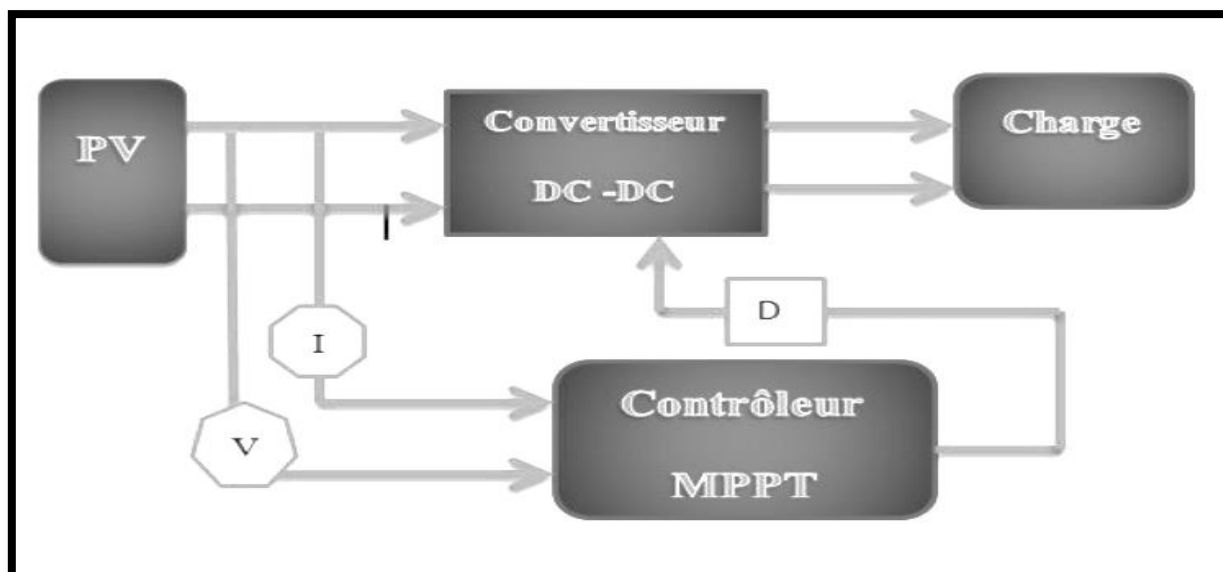 PV
Convertisseur
DC -DC
Charge
D
I
Contrôleur
V
MPPT